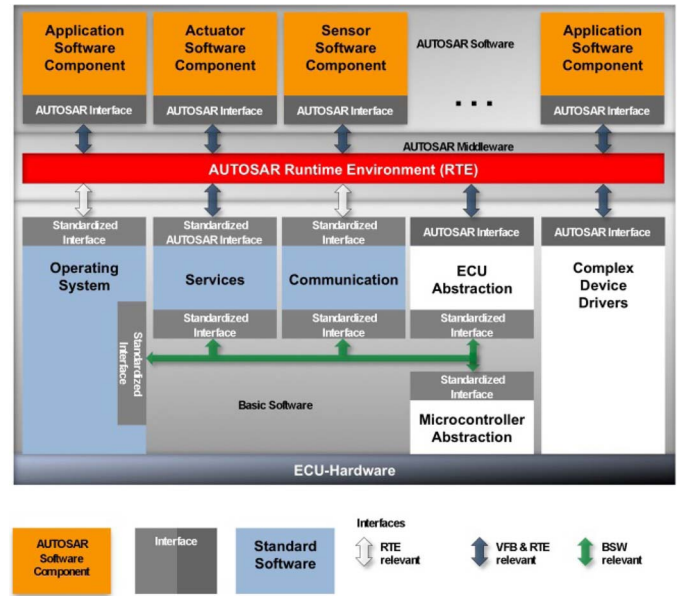 Application
Software
Component
AUTOSAR Interface
Actuator
Software
Component
AUTOSAR Interface
Sensor
Software
Component
AUTOSAR Interface
AUTOSAR Software
. . .
Application
Software
Component
AUTOSAR Interface
AUTOSAR Middleware
AUTOSAR Runtime Environment (RTE)
Standardized
Interface
Operating
System
Standardized
Interface
Standardized
AUTOSAR Interface
Services
Standardized
Interface
Standardized
Interface
Communication
Standardized
Interface
AUTOSAR Interface
ECU
Abstraction
Standardized
Interface
Standardized
Interface
Microcontroller
Abstraction
AUTOSAR Interface
Complex
Device
Drivers
Basic Software
ECU-Hardware
AUTOSAR
Software
Component
Interface
Standard
Software
Interfaces
RTE
relevant
VFB & RTE
relevant
BSW
relevant